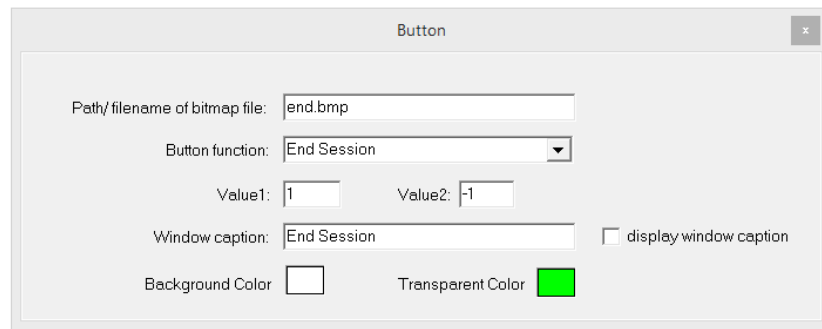 Button
x
Path/ filename of bitmap file: end.bmp
Button function: End Session
Value1: 1 Value2: -1
Window caption: End Session display window caption
Background Color Transparent Color